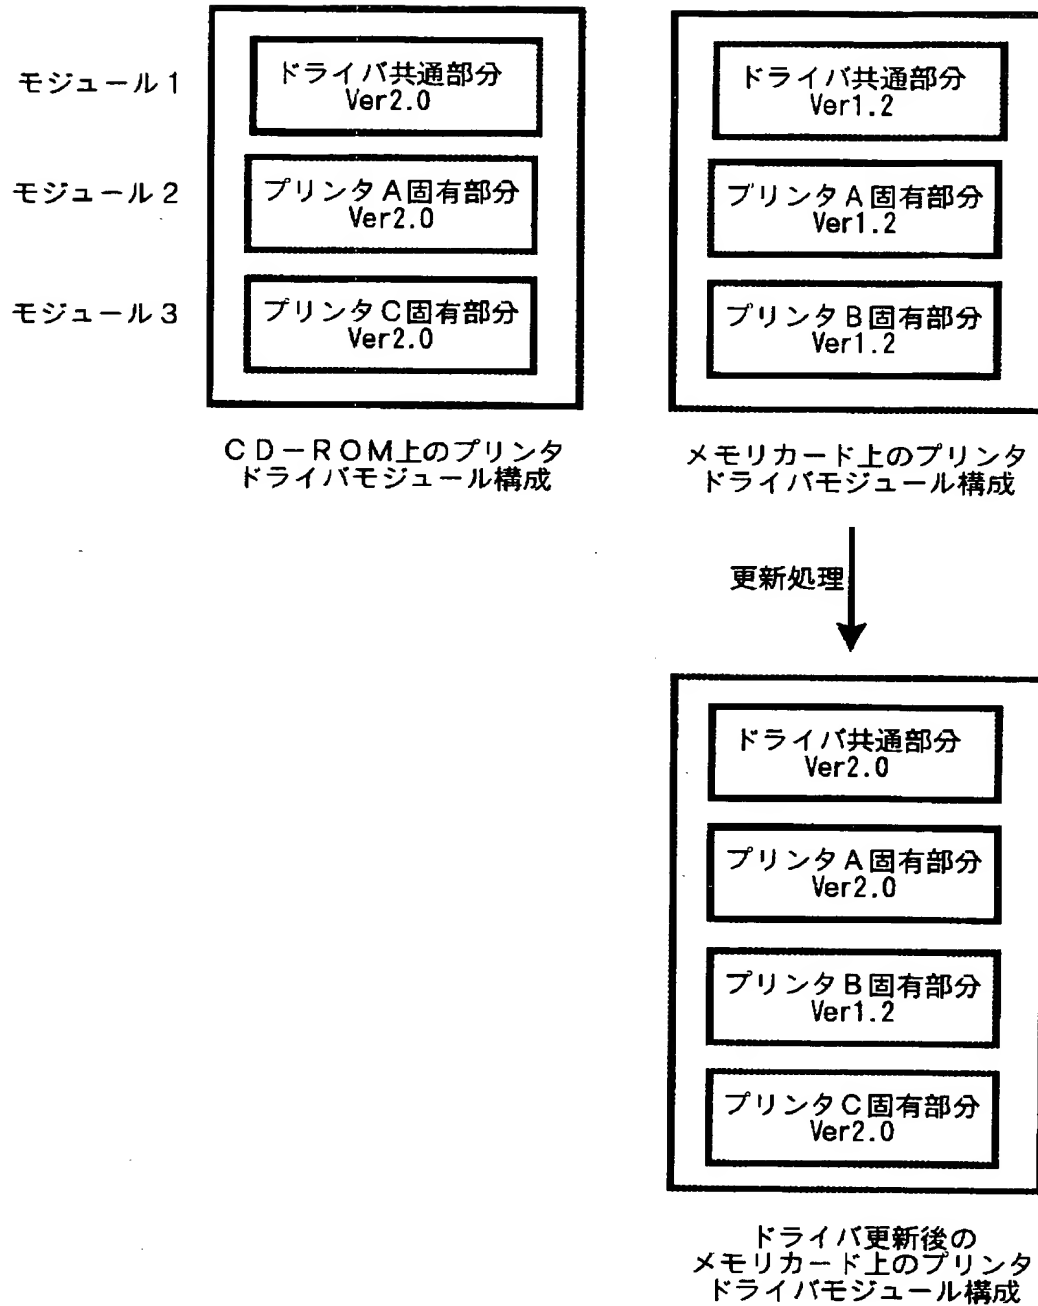 モジュール1
ドライバ共通部分
Ver2.0
モジュール2
プリンタA固有部分
Ver2.0
モジュール3
プリンタC固有部分
Ver2.0
CD-ROM上のプリンタ
ドライバモジュール構成
ドライバ共通部分
Ver1.2
プリンタA固有部分
Ver1.2
プリンタB固有部分
Ver1.2
メモリカード上のプリンタ
ドライバモジュール構成
更新処理
ドライバ共通部分
Ver2.0
プリンタA固有部分
Ver2.0
プリンタB固有部分
Ver1.2
プリンタC固有部分
Ver2.0
ドライバ更新後の
メモリカード上のプリンタ
ドライバモジュール構成